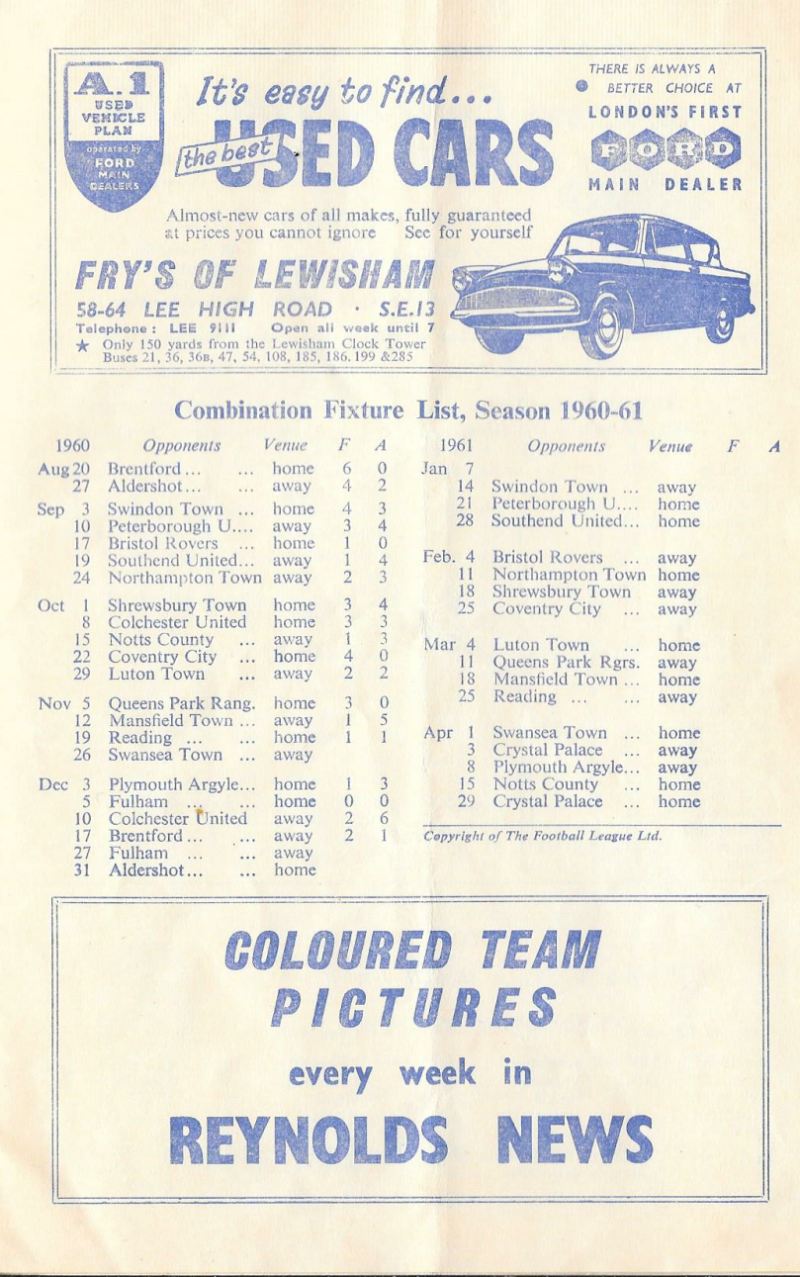 A.1
USED
VEHICLE
PLAN
operated by
FORD
MAIN
DEALERS
It's easy to find...
the best
USED CARS
THERE IS ALWAYS A
BETTER CHOICE AT
LONDON'S FIRST
FORD
MAIN DEALER
Almost-new cars of all makes, fully guaranteed
at prices you cannot ignore See for yourself
FRY'S OF LEWISHAM
58-64 LEE HIGH ROAD · S.E.13
Telephone: LEE 9111 Open all week until 7
★ Only 150 yards from the Lewisham Clock Tower
Buses 21, 36, 36B, 47, 54, 108, 185, 186, 199 & 285
Combination Fixture List, Season 1960-61
1960 Opponents Venue F A
Aug 20 Brentford ... ... home 6 0
27 Aldershot ... ... away 4 2
Sep 3 Swindon Town ... home 4 3
10 Peterborough U.... away 3 4
17 Bristol Rovers ... home 1 0
19 Southend United... away 1 4
24 Northampton Town away 2 3
Oct 1 Shrewsbury Town home 3 4
8 Colchester United home 3 3
15 Notts County ... away 1 3
22 Coventry City ... home 4 0
29 Luton Town ... away 2 2
Nov 5 Queens Park Rang. home 3 0
12 Mansfield Town ... away 1 5
19 Reading ... ... home 1 1
26 Swansea Town ... away
Dec 3 Plymouth Argyle... home 1 3
5 Fulham ... ... home 0 0
10 Colchester United away 2 6
17 Brentford ... ... away 2 1
27 Fulham ... ... away
31 Aldershot ... ... home
1961 Opponents Venue F A
Jan 7
14 Swindon Town ... away
21 Peterborough U.... home
28 Southend United... home
Feb. 4 Bristol Rovers ... away
11 Northampton Town home
18 Shrewsbury Town away
25 Coventry City ... away
Mar 4 Luton Town ... home
11 Queens Park Rgrs. away
18 Mansfield Town ... home
25 Reading ... ... away
Apr 1 Swansea Town ... home
3 Crystal Palace ... away
8 Plymouth Argyle... away
15 Notts County ... home
29 Crystal Palace ... home
Copyright of The Football League Ltd.
COLOURED TEAM
PICTURES
every week in
REYNOLDS NEWS